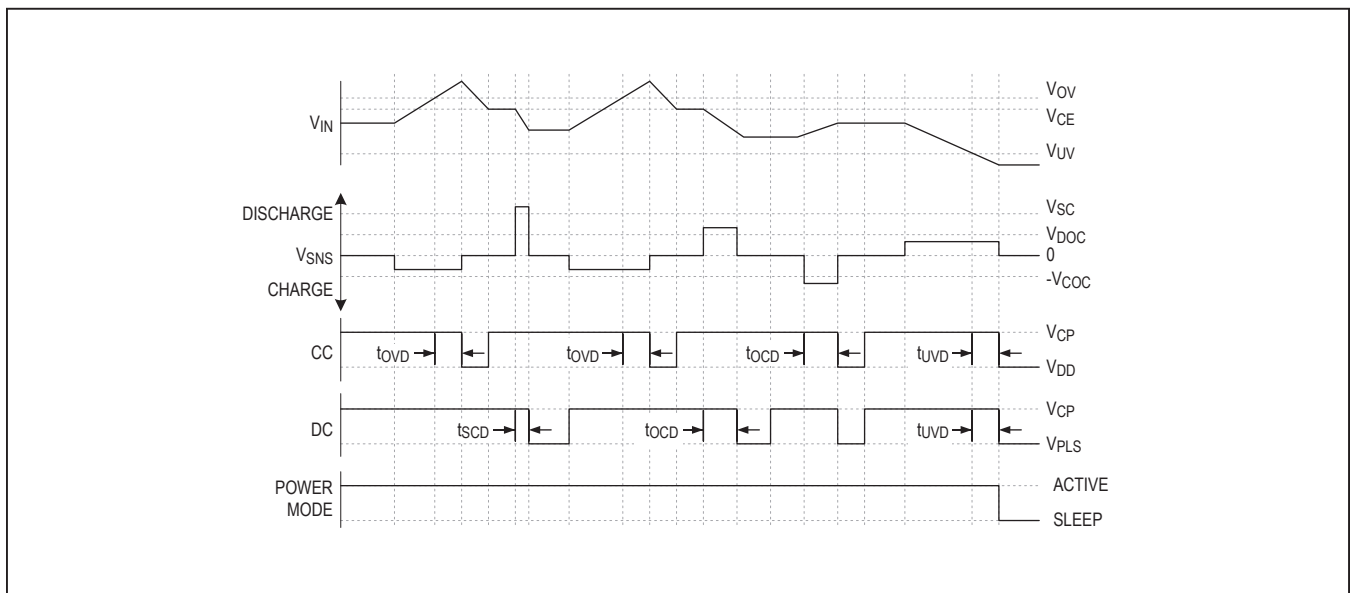 VOV
VIN
VCE
VUV
DISCHARGE
VSC
VDOC
VSNS
0
-VCOC
CHARGE
VCP
CC
tOVD
tOVD
tOCD
tUVD
VDD
VCP
DC
tSCD
tOCD
tUVD
VPLS
POWER
MODE
ACTIVE
SLEEP